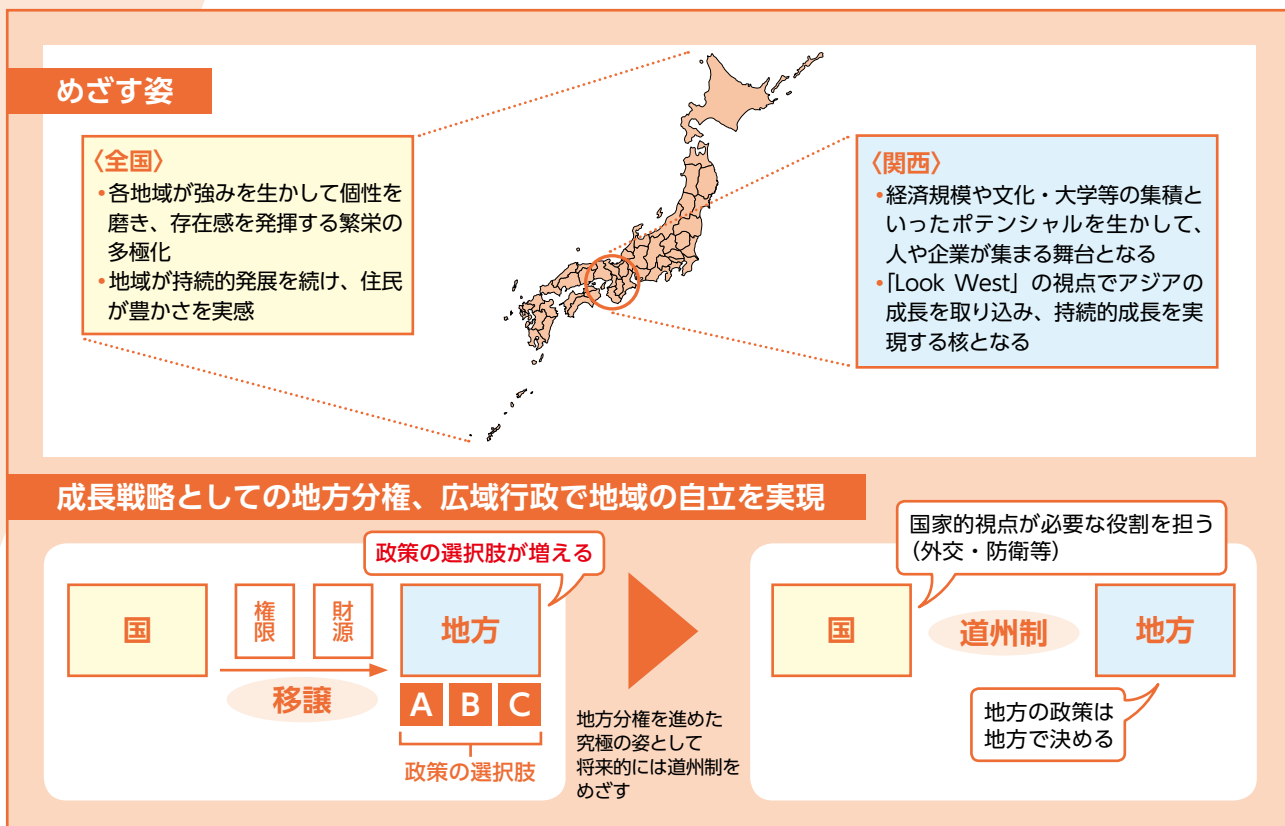 めざす姿
〈全国〉
•各地域が強みを生かして個性を
磨き、存在感を発揮する繁栄の
多極化
•地域が持続的発展を続け、住民
が豊かさを実感
〈関西〉
•経済規模や文化・大学等の集積と
いったポテンシャルを生かして、
人や企業が集まる舞台となる
•「Look West」の視点でアジアの
成長を取り込み、持続的成長を実
現する核となる
成長戦略としての地方分権、広域行政で地域の自立を実現
政策の選択肢が増える
国
権限
財源
地方
移譲
A B C
政策の選択肢
地方分権を進めた
究極の姿として
将来的には道州制を
めざす
国家的視点が必要な役割を担う
（外交・防衛等）
国
道州制
地方
地方の政策は
地方で決める